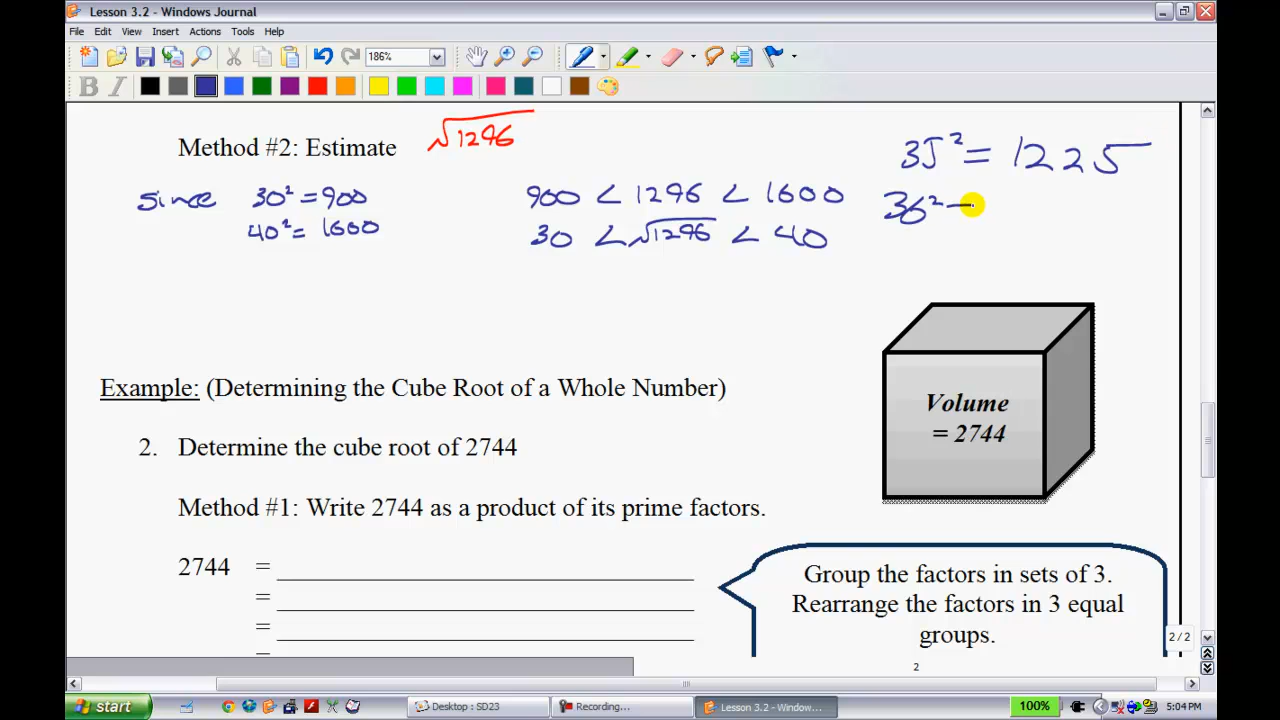 Lesson 3.2 - Windows Journal
File Edit View Insert Actions Tools Help
186%
B I
Method #2: Estimate √1296
since 30² = 900
40² = 1600
900 < 1296 < 1600
30 < √1296 < 40
35² = 1225
36² =
Volume
= 2744
Example: (Determining the Cube Root of a Whole Number)
2. Determine the cube root of 2744
Method #1: Write 2744 as a product of its prime factors.
2744 =
=
=
=
Group the factors in sets of 3.
Rearrange the factors in 3 equal
groups.
2 / 2
2
start Desktop : SD23 Recording... Lesson 3.2 - Window... 100% 5:04 PM